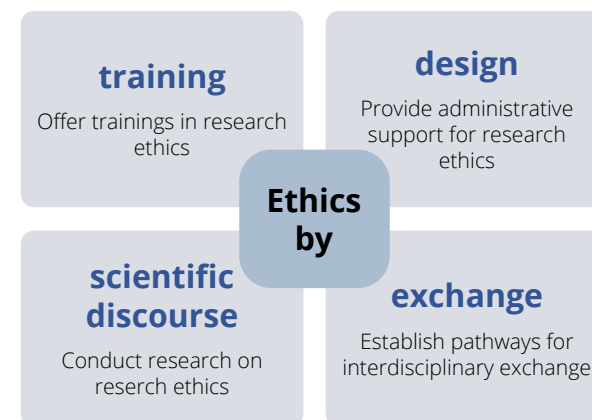 training
Offer trainings in research
ethics
design
Provide administrative
support for research
ethics
Ethics
by
scientific
discourse
Conduct research on
reserch ethics
exchange
Establish pathways for
interdisciplinary exchange